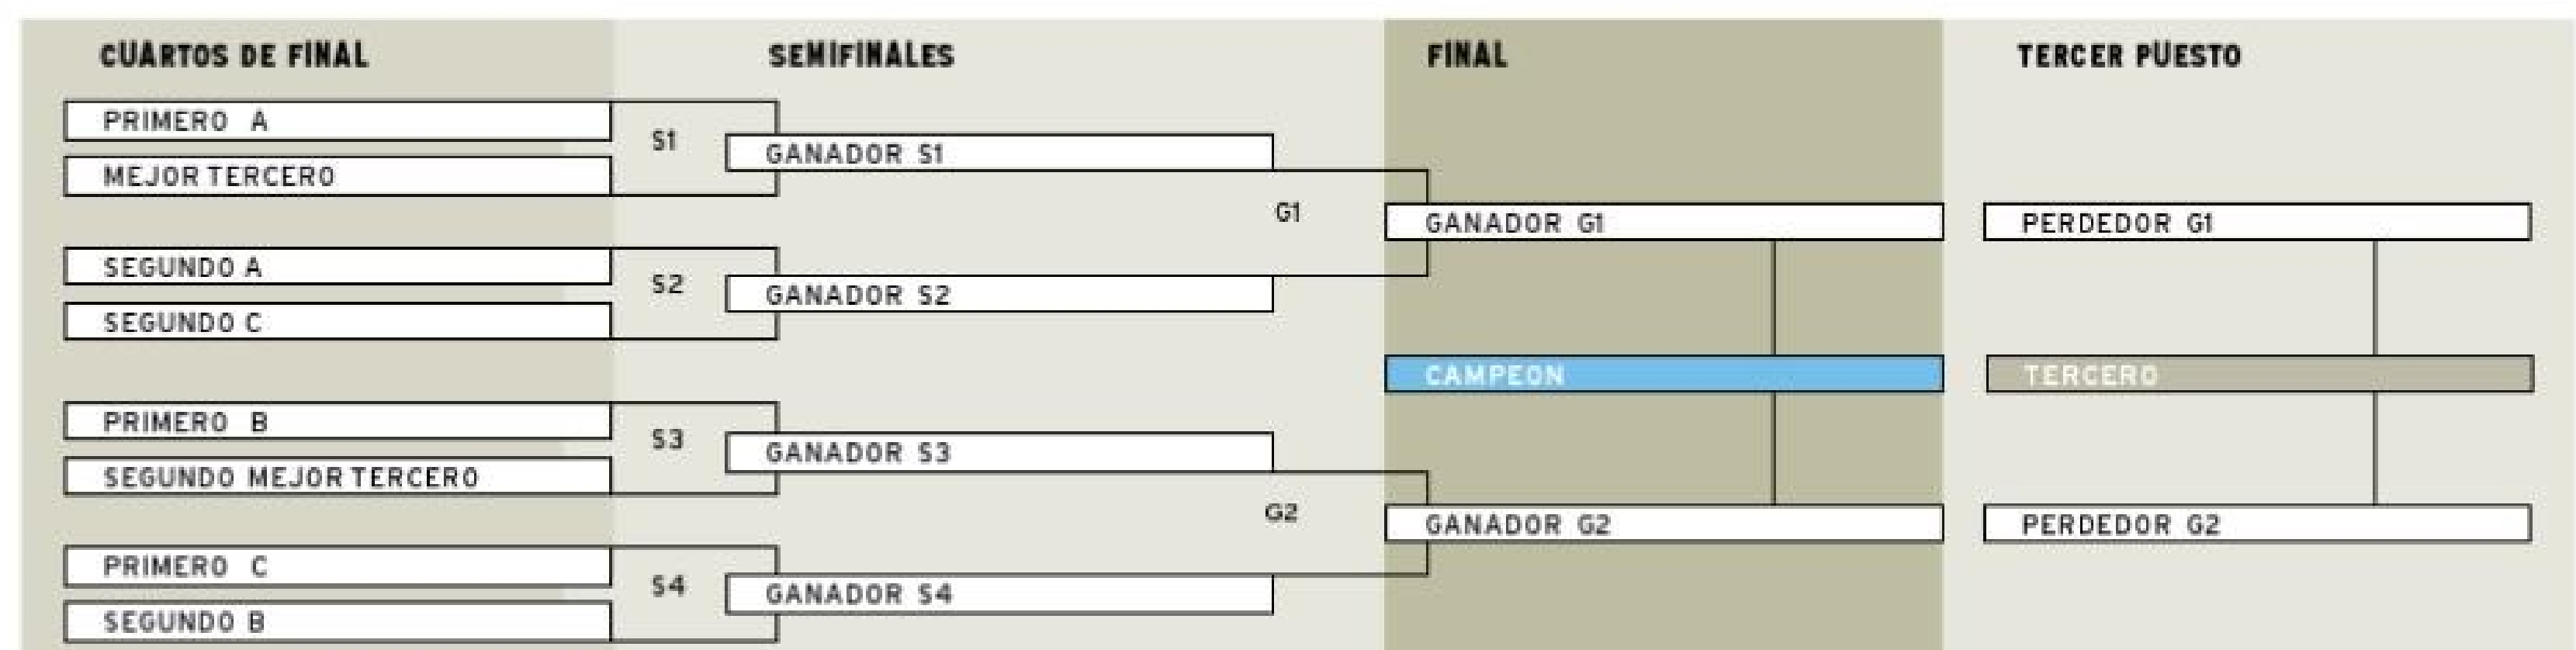 CUARTOS DE FINAL
SEMIFINALES
FINAL
TERCER PUESTO
PRIMERO A
MEJOR TERCERO
S1
GANADOR S1
SEGUNDO A
SEGUNDO C
S2
GANADOR S2
G1
GANADOR G1
PERDEDOR G1
CAMPEON
TERCERO
PRIMERO B
SEGUNDO MEJOR TERCERO
S3
GANADOR S3
PRIMERO C
SEGUNDO B
S4
GANADOR S4
G2
GANADOR G2
PERDEDOR G2